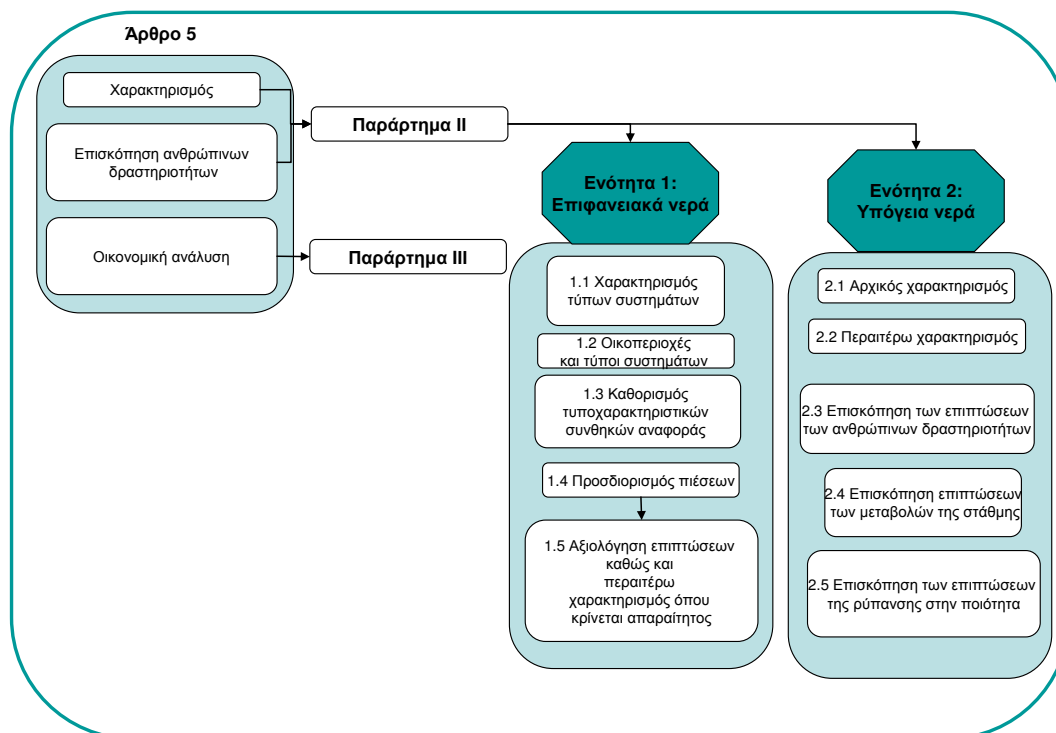 Άρθρο 5
Χαρακτηρισμός
Επισκόπηση ανθρώπινων
δραστηριοτήτων
Οικονομική ανάλυση
Παράρτημα ΙΙ
Παράρτημα ΙΙΙ
Ενότητα 1:
Επιφανειακά νερά
1.1 Χαρακτηρισμός
τύπων συστημάτων
1.2 Οικοπεριοχές
και τύποι συστημάτων
1.3 Καθορισμός
τυποχαρακτηριστικών
συνθηκών αναφοράς
1.4 Προσδιορισμός πιέσεων
1.5 Αξιολόγηση επιπτώσεων
καθώς και
περαιτέρω
χαρακτηρισμός όπου
κρίνεται απαραίτητος
Ενότητα 2:
Υπόγεια νερά
2.1 Αρχικός χαρακτηρισμός
2.2 Περαιτέρω χαρακτηρισμός
2.3 Επισκόπηση των επιπτώσεων
των ανθρώπινων δραστηριοτήτων
2.4 Επισκόπηση επιπτώσεων
των μεταβολών της στάθμης
2.5 Επισκόπηση των επιπτώσεων
της ρύπανσης στην ποιότητα